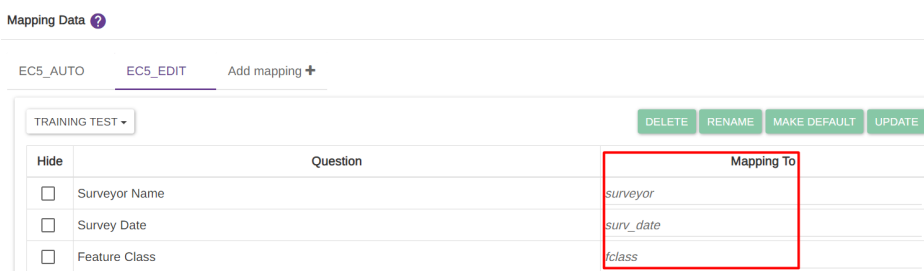 Mapping Data ?
EC5_AUTO EC5_EDIT Add mapping +
TRAINING TEST DELETE RENAME MAKE DEFAULT UPDATE
Hide Question Mapping To
Surveyor Name surveyor
Survey Date surv_date
Feature Class fclass